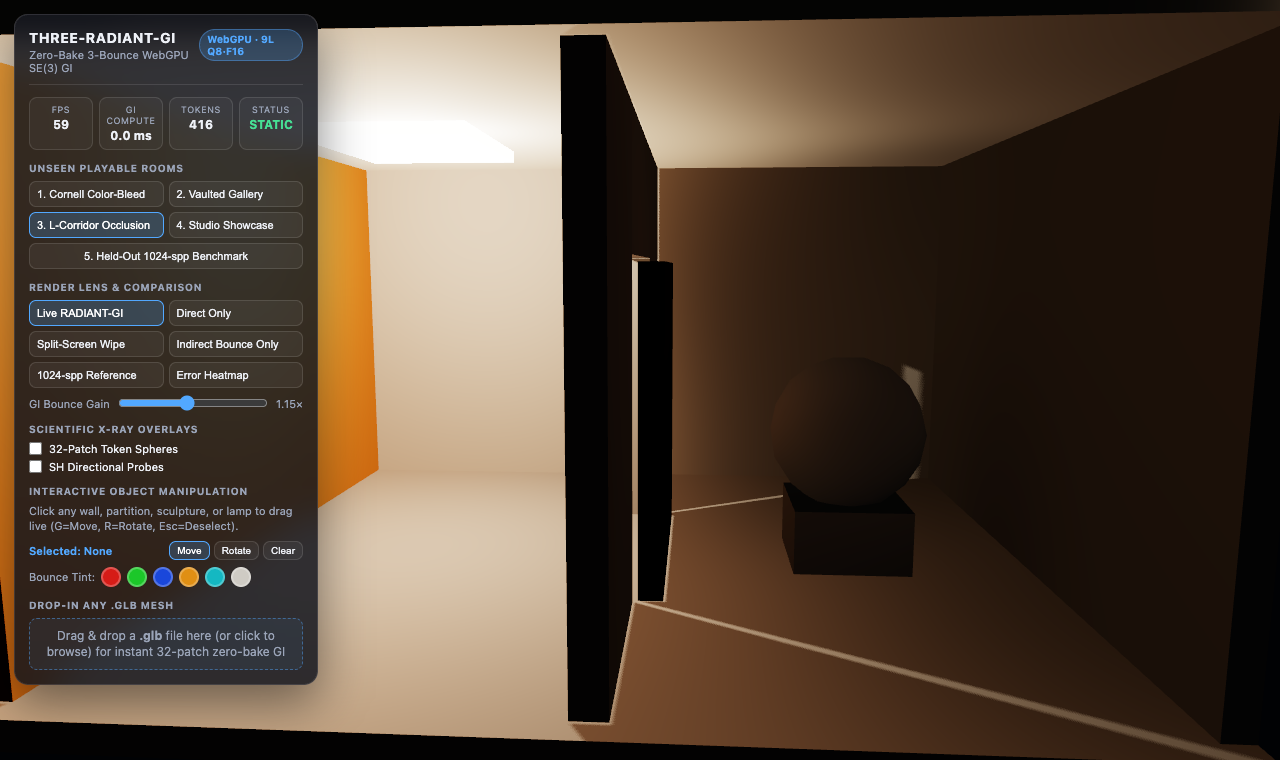 THREE-RADIANT-GI
Zero-Bake 3-Bounce WebGPU
SE(3) GI
WebGPU · 9L
Q8·F16
FPS
59
GI
COMPUTE
0.0 ms
TOKENS
416
STATUS
STATIC
UNSEEN PLAYABLE ROOMS
1. Cornell Color-Bleed
2. Vaulted Gallery
3. L-Corridor Occlusion
4. Studio Showcase
5. Held-Out 1024-spp Benchmark
RENDER LENS & COMPARISON
Live RADIANT-GI
Direct Only
Split-Screen Wipe
Indirect Bounce Only
1024-spp Reference
Error Heatmap
GI Bounce Gain
1.15×
SCIENTIFIC X-RAY OVERLAYS
32-Patch Token Spheres
SH Directional Probes
INTERACTIVE OBJECT MANIPULATION
Click any wall, partition, sculpture, or lamp to drag
live (G=Move, R=Rotate, Esc=Deselect).
Selected: None
Move
Rotate
Clear
Bounce Tint:
DROP-IN ANY .GLB MESH
Drag & drop a .glb file here (or click to
browse) for instant 32-patch zero-bake GI